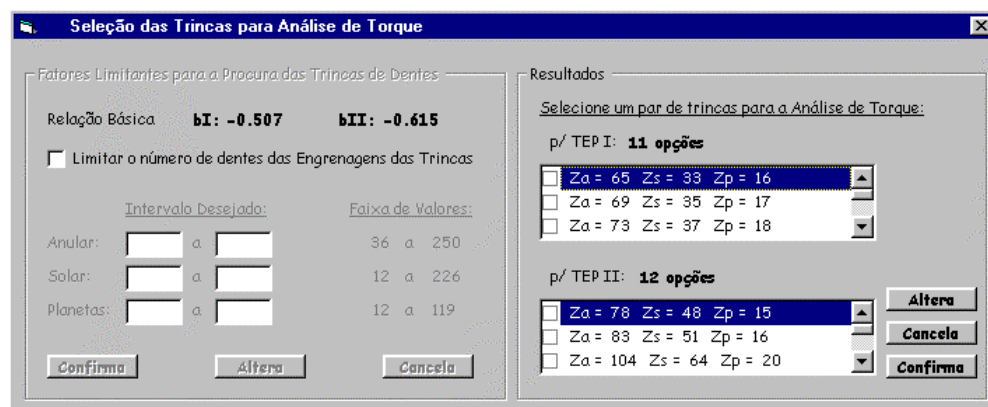 Seleção das Trincas para Análise de Torque
Fatores Limitantes para a Procura das Trincas de Dentes
Relação Básica bI: -0.507 bII: -0.615
Limitar o número de dentes das Engrenagens das Trincas
Intervalo Desejado: Faixa de Valores:
Anular: a 36 a 250
Solar: a 12 a 226
Planetas: a 12 a 119
Confirma Altera Cancela
Resultados
Selecione um par de trincas para a Análise de Torque:
p/ TEP I: 11 opções
Za = 65 Zs = 33 Zp = 16
Za = 69 Zs = 35 Zp = 17
Za = 73 Zs = 37 Zp = 18
p/ TEP II: 12 opções
Za = 78 Zs = 48 Zp = 15
Za = 83 Zs = 51 Zp = 16
Za = 104 Zs = 64 Zp = 20
Altera
Cancela
Confirma